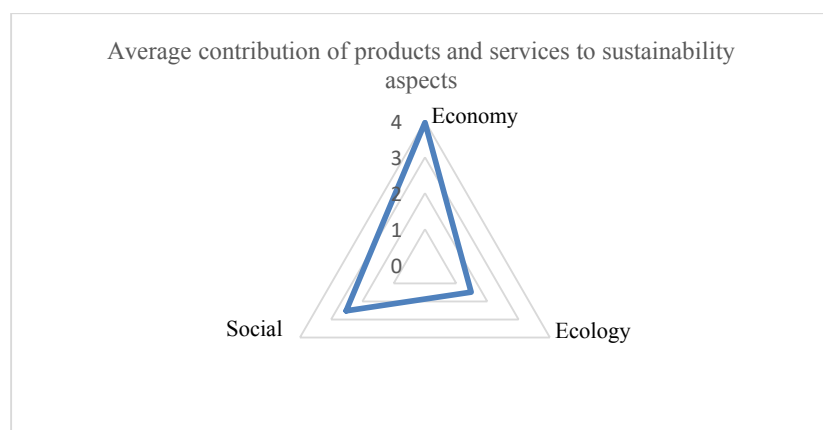 Average contribution of products and services to sustainability
aspects
4
Economy
3
2
1
0
Social
Ecology